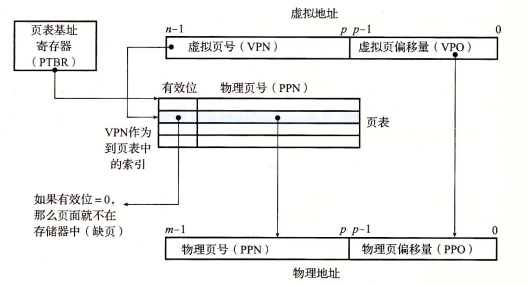 虚拟地址
页表基址
寄存器
（PTBR）
n-1 p p-1 0
虚拟页号（VPN） 虚拟页偏移量（VPO）
有效位 物理页号（PPN）
页表
VPN作为
到页表中
的索引
如果有效位=0，
那么页面就不在
存储器中（缺页）
m-1 p p-1 0
物理页号（PPN） 物理页偏移量（PPO）
物理地址